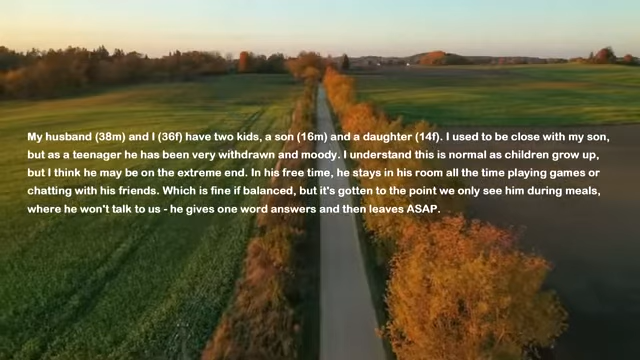 My husband (38m) and I (36f) have two kids, a son (16m) and a daughter (14f). I used to be close with my son,
but as a teenager he has been very withdrawn and moody. I understand this is normal as children grow up,
but I think he may be on the extreme end. In his free time, he stays in his room all the time playing games or
chatting with his friends. Which is fine if balanced, but it's gotten to the point we only see him during meals,
where he won't talk to us - he gives one word answers and then leaves ASAP.